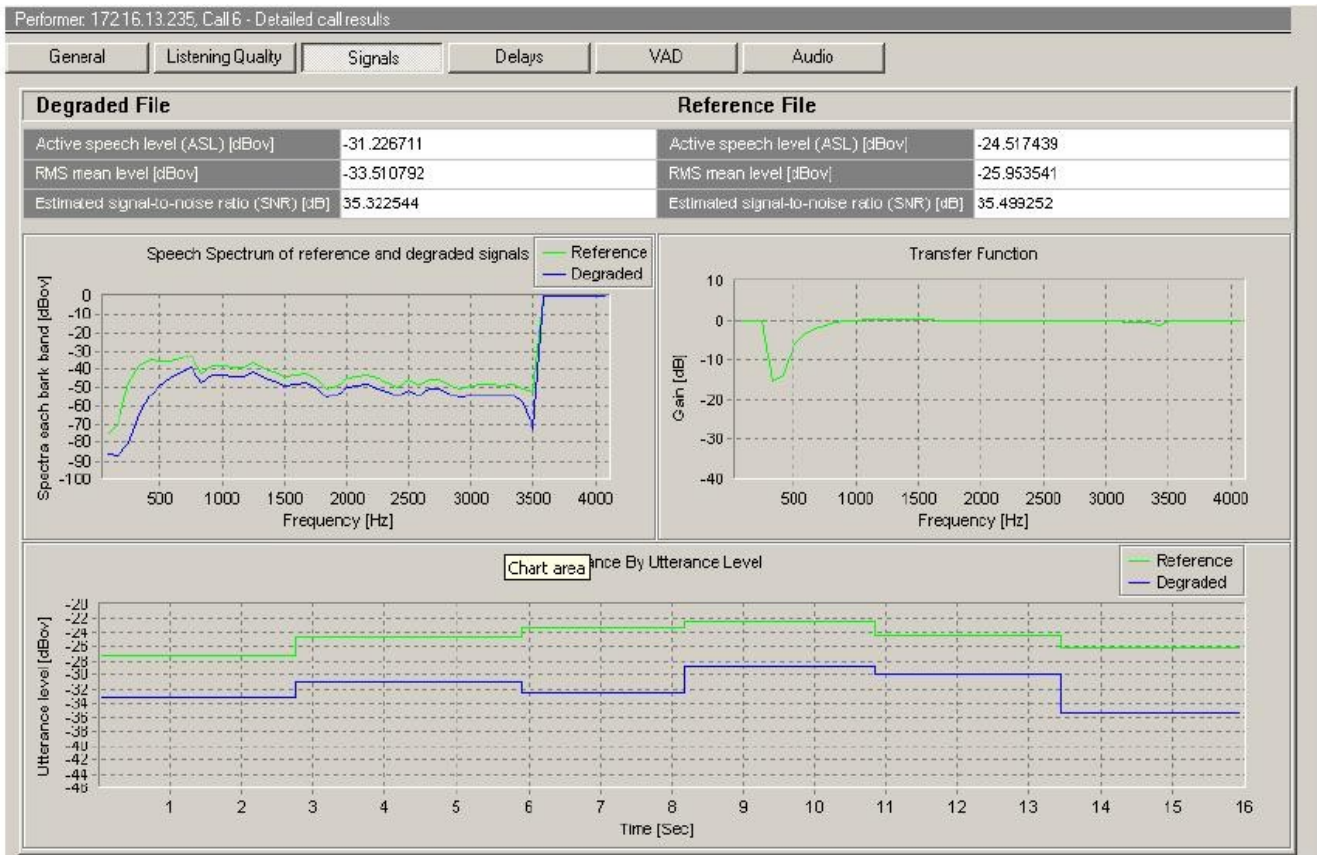 Performer: 172.16.13.235, Call 6 - Detailed call results
General Listening Quality Signals Delays VAD Audio
Degraded File Reference File
Active speech level (ASL) [dBov] -31.226711 Active speech level (ASL) [dBov] -24.517439
RMS mean level [dBov] -33.510792 RMS mean level [dBov] -25.953541
Estimated signal-to-noise ratio (SNR) [dB] 35.322544 Estimated signal-to-noise ratio (SNR) [dB] 35.499252
Speech Spectrum of reference and degraded signals
Reference
Degraded
Spectra each bark band [dBov]
0
-10
-20
-30
-40
-50
-60
-70
-80
-90
-100
500 1000 1500 2000 2500 3000 3500 4000
Frequency [Hz]
Transfer Function
Gain [dB]
10
0
-10
-20
-30
-40
500 1000 1500 2000 2500 3000 3500 4000
Frequency [Hz]
Chart area
ance By Utterance Level
Reference
Degraded
Utterance level [dBov]
-20
-22
-24
-26
-28
-30
-32
-34
-36
-38
-40
-42
-44
-46
1 2 3 4 5 6 7 8 9 10 11 12 13 14 15 16
Time [Sec]